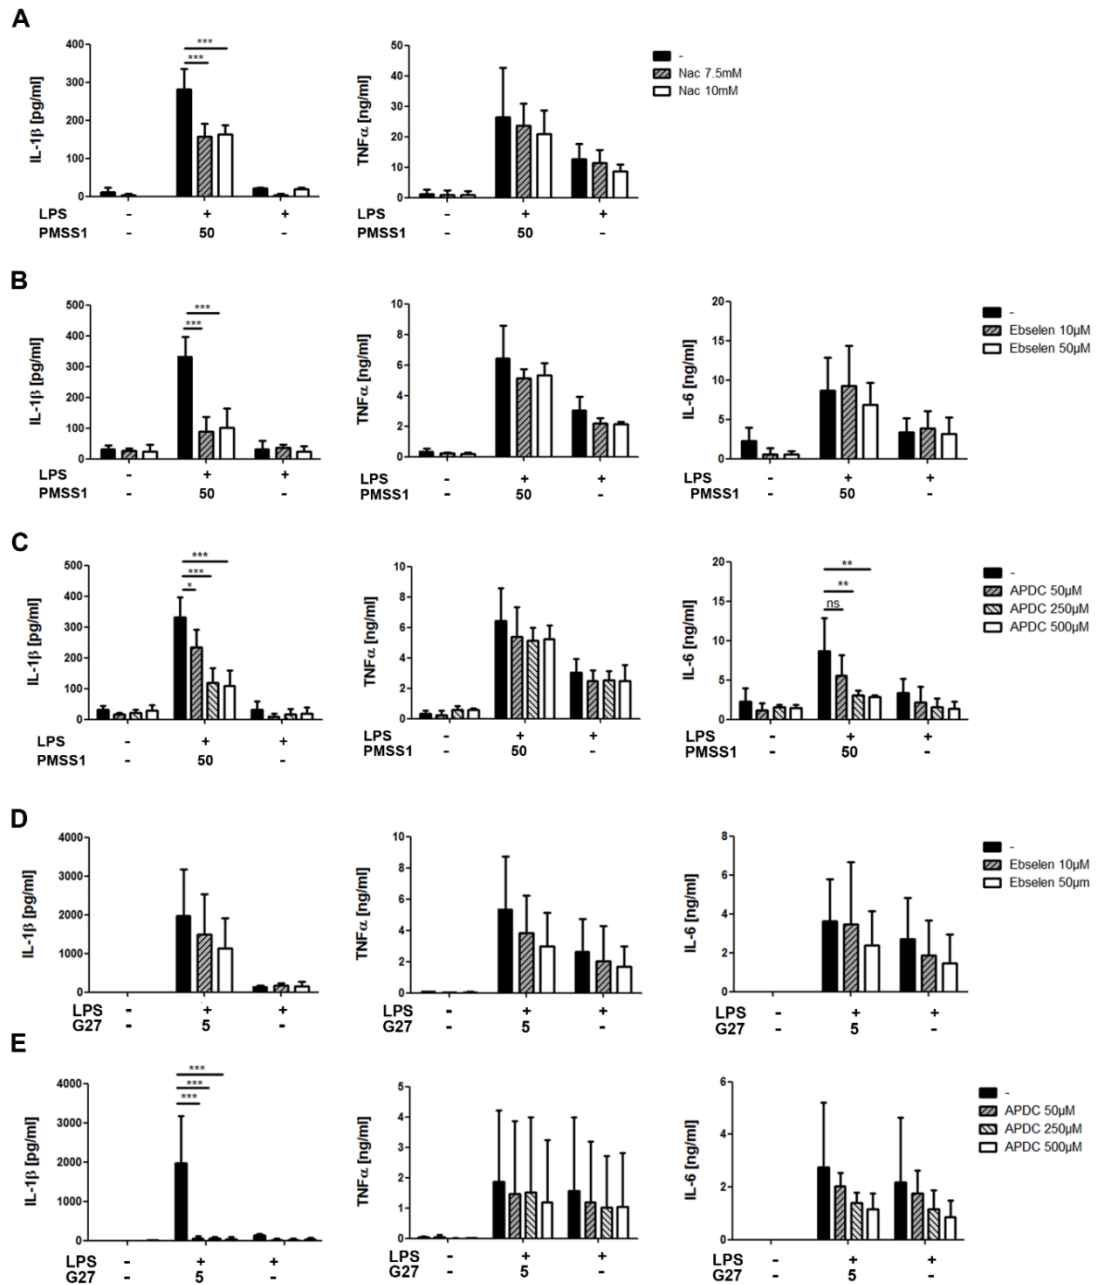 A
IL-1β [pg/ml]
400
300
200
100
0
***
***
LPS - + +
PMSS1 - 50 -
TNFα [ng/ml]
50
40
30
20
10
0
- + +
- 50 -
-
Nac 7.5mM
Nac 10mM
B
IL-1β [pg/ml]
500
400
300
200
100
0
***
***
LPS - + +
PMSS1 - 50 -
TNFα [ng/ml]
10
8
6
4
2
0
LPS - + +
PMSS1 - 50 -
IL-6 [ng/ml]
20
15
10
5
0
LPS - + +
PMSS1 - 50 -
-
Ebselen 10µM
Ebselen 50µM
C
IL-1β [pg/ml]
500
400
300
200
100
0
***
***
*
LPS - + +
PMSS1 - 50 -
TNFα [ng/ml]
10
8
6
4
2
0
LPS - + +
PMSS1 - 50 -
IL-6 [ng/ml]
20
15
10
5
0
**
**
ns
LPS - + +
PMSS1 - 50 -
-
APDC 50µM
APDC 250µM
APDC 500µM
D
IL-1β [pg/ml]
4000
3000
2000
1000
0
LPS - + +
G27 - 5 -
TNFα [ng/ml]
10
8
6
4
2
0
LPS - + +
G27 - 5 -
IL-6 [ng/ml]
8
6
4
2
0
LPS - + +
G27 - 5 -
-
Ebselen 10µM
Ebselen 50µm
E
IL-1β [pg/ml]
4000
3000
2000
1000
0
***
***
***
LPS - + +
G27 - 5 -
TNFα [ng/ml]
5
4
3
2
1
0
LPS - + +
G27 - 5 -
IL-6 [ng/ml]
6
4
2
0
LPS - + +
G27 - 5 -
-
APDC 50µM
APDC 250µM
APDC 500µM